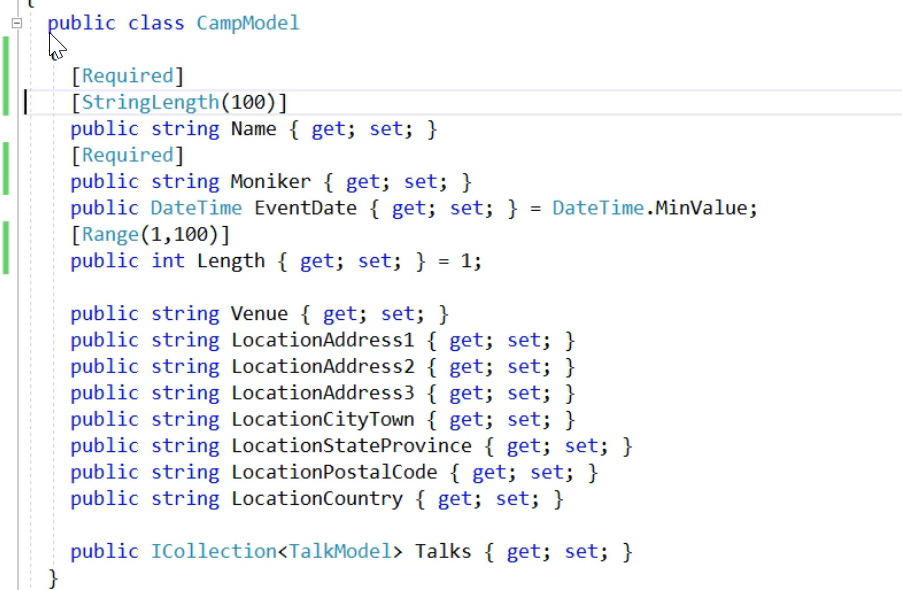 {
public class CampModel
{
[Required]
[StringLength(100)]
public string Name { get; set; }
[Required]
public string Moniker { get; set; }
public DateTime EventDate { get; set; } = DateTime.MinValue;
[Range(1,100)]
public int Length { get; set; } = 1;
public string Venue { get; set; }
public string LocationAddress1 { get; set; }
public string LocationAddress2 { get; set; }
public string LocationAddress3 { get; set; }
public string LocationCityTown { get; set; }
public string LocationStateProvince { get; set; }
public string LocationPostalCode { get; set; }
public string LocationCountry { get; set; }
public ICollection<TalkModel> Talks { get; set; }
}